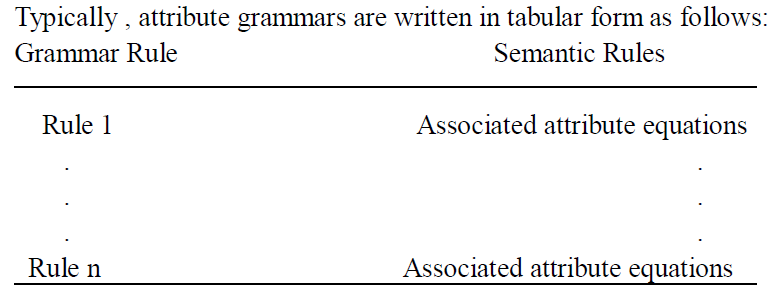 Typically , attribute grammars are written in tabular form as follows:
Grammar Rule Semantic Rules
Rule 1 Associated attribute equations
. .
. .
. .
Rule n Associated attribute equations